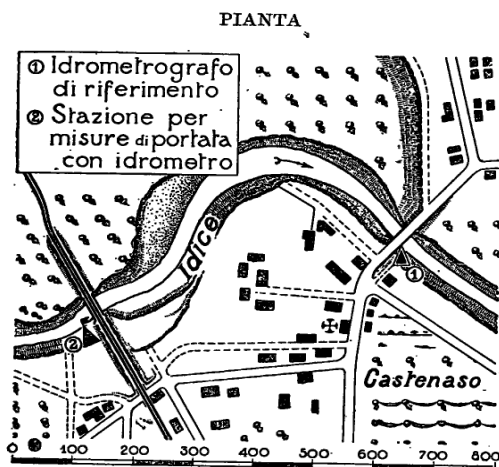 PIANTA
① Idrometrografo
di riferimento
② Stazione per
misure di portata
con idrometro
Idice
①
②
Castenaso
0 100 200 300 400 500 600 700 800